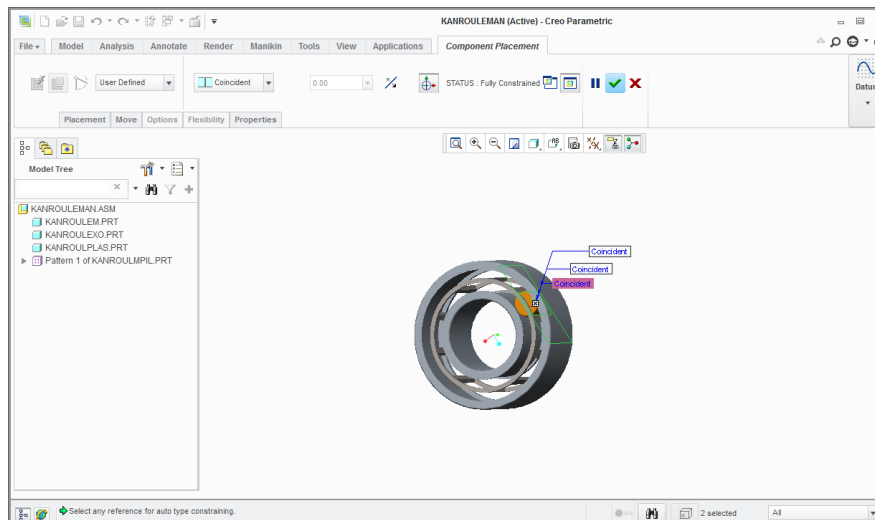 KANROULEMAN (Active) - Creo Parametric
File Model Analysis Annotate Render Manikin Tools View Applications Component Placement
User Defined Coincident 0.00 STATUS : Fully Constrained
Datum
Placement Move Options Flexibility Properties
Model Tree
KANROULEMAN.ASM
KANROULEM.PRT
KANROULEXO.PRT
KANROULPLAS.PRT
Pattern 1 of KANROULMPIL.PRT
Coincident
Coincident
Coincident
Select any reference for auto type constraining.
2 selected All